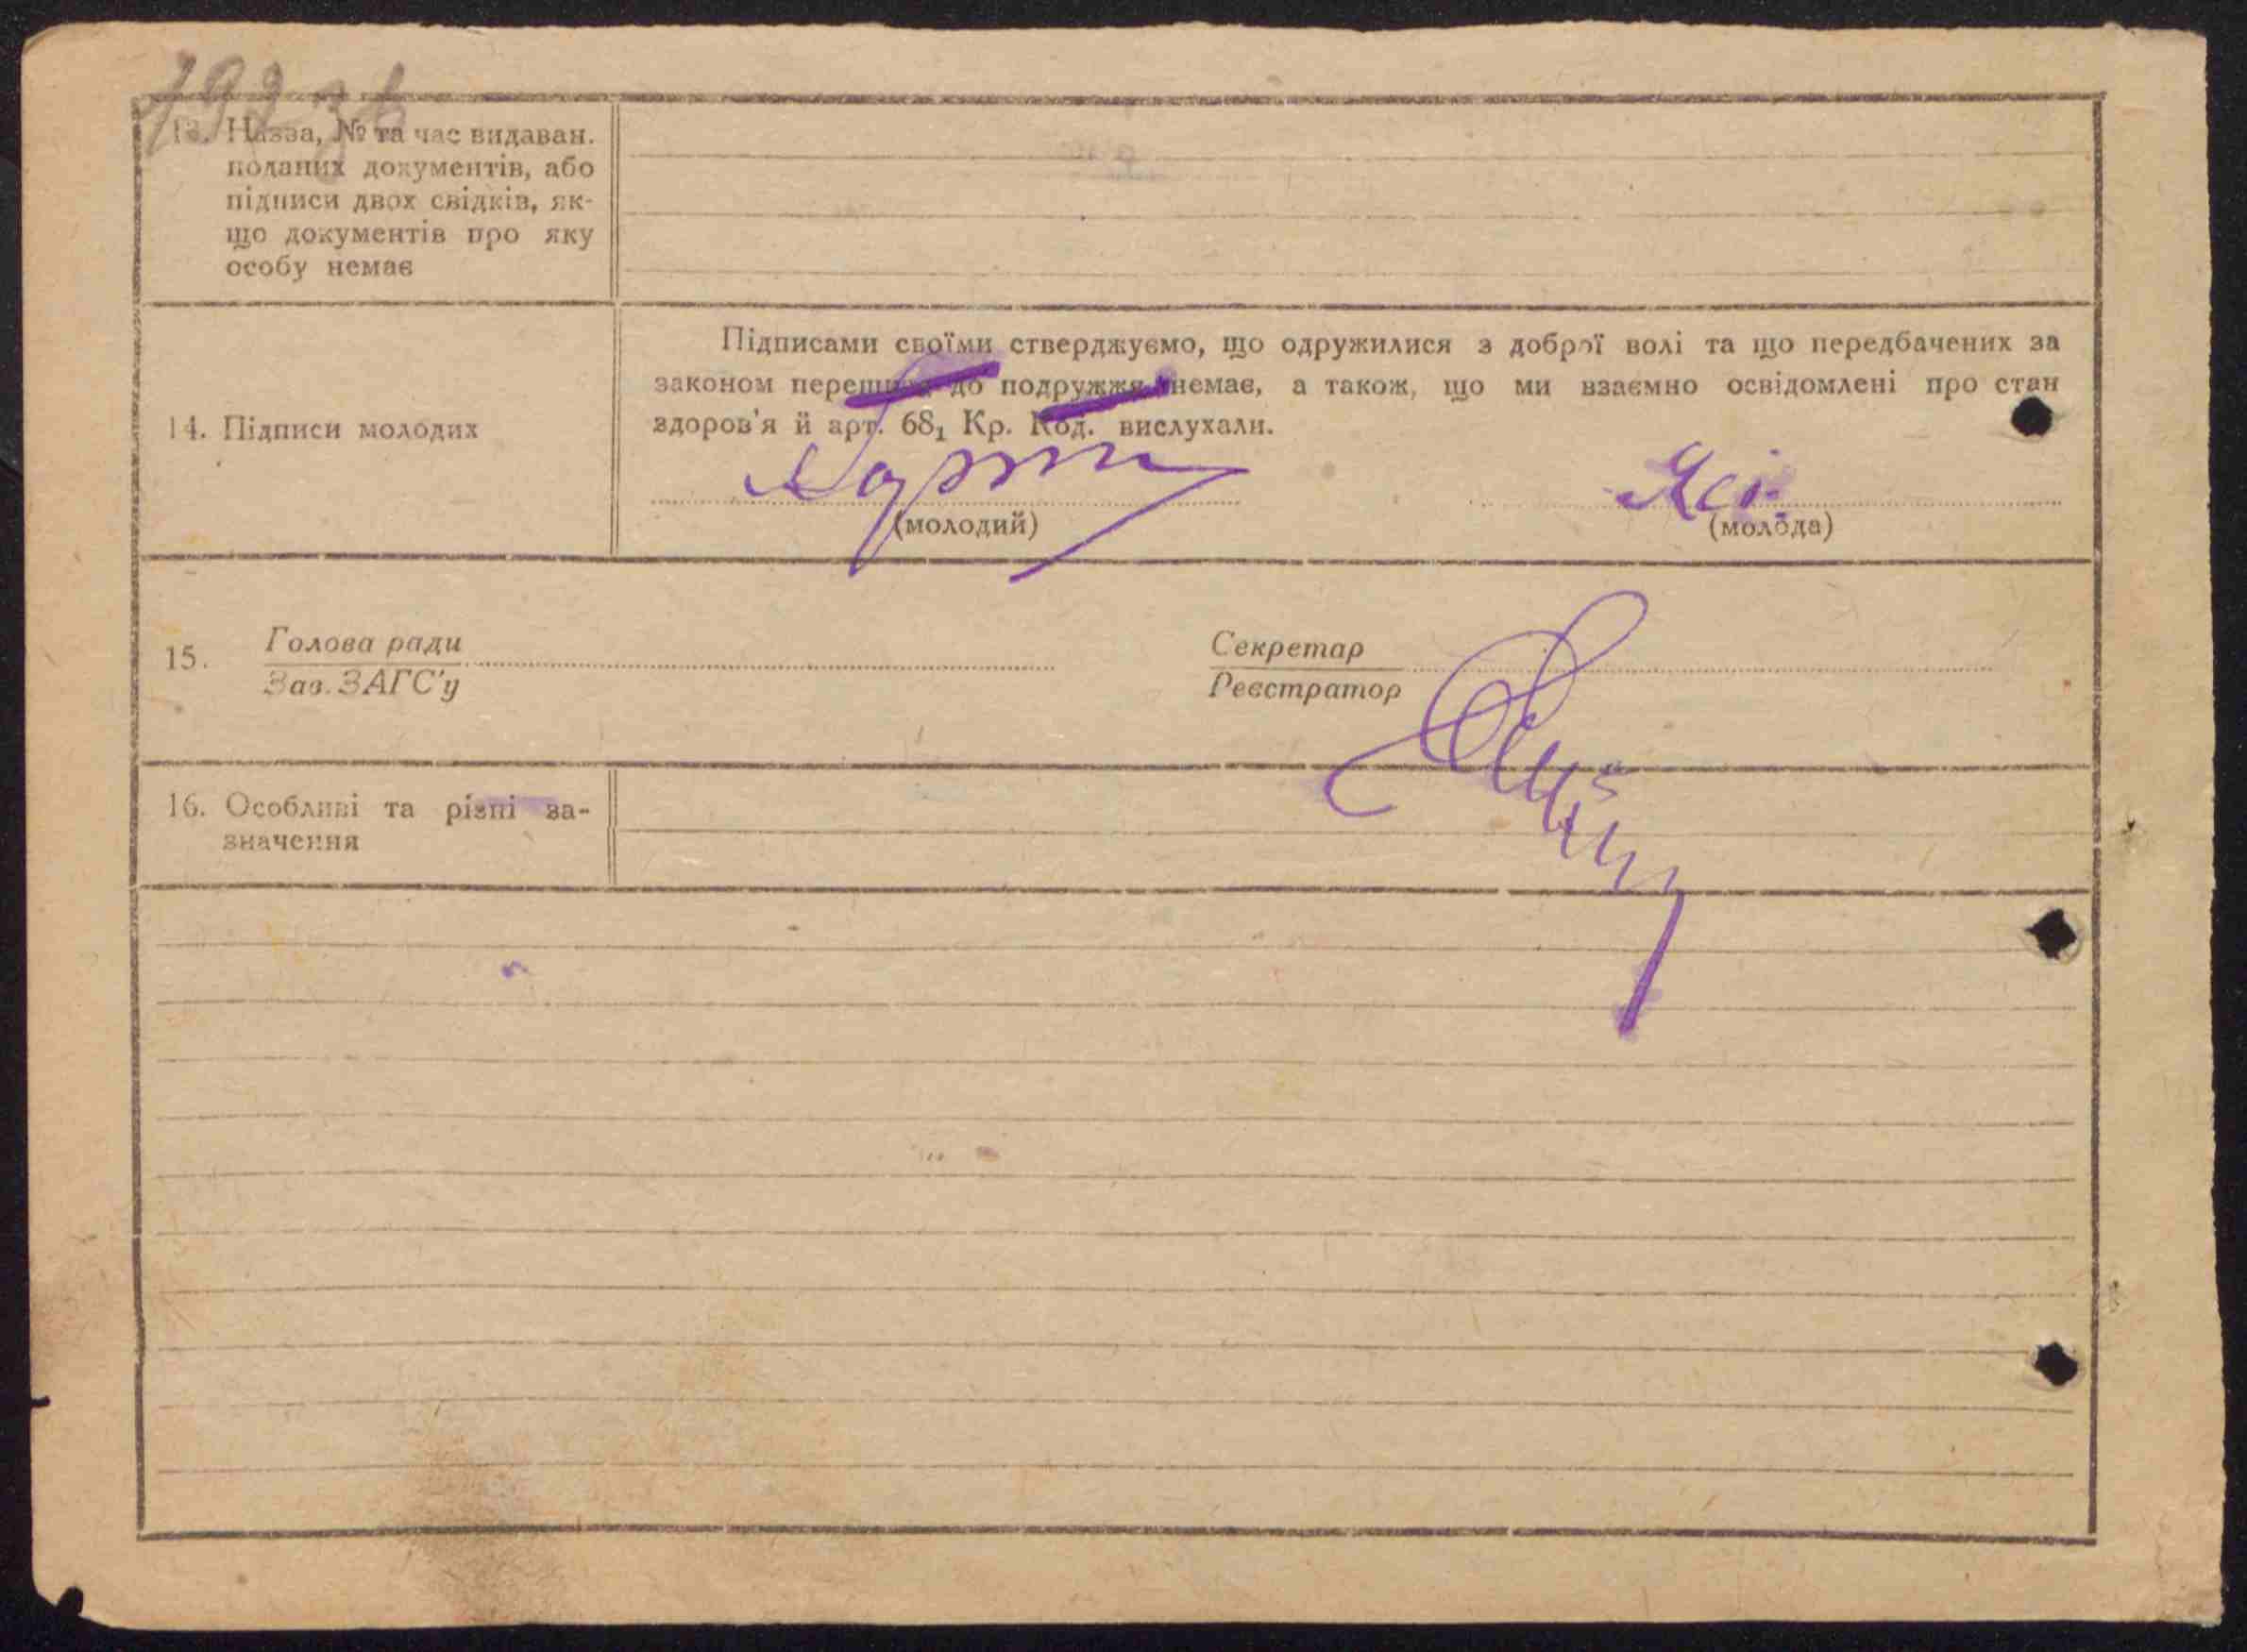 13. Назва, № та час видаван.
поданих документів, або
підписи двох свідків, як-
що документів про яку
особу немає
14. Підписи молодих
Підписами своїми стверджуємо, що одружилися з доброї волі та що передбачених за
законом перешкод до подружжя немає, а також, що ми взаємно освідомлені про стан
здоров'я й арт. 68₁ Кр. Код. вислухали.
(молодий)
(молода)
15. Голова ради
Зав. ЗАГС'у
Секретар
Реєстратор
16. Особливі та різні за-
значення